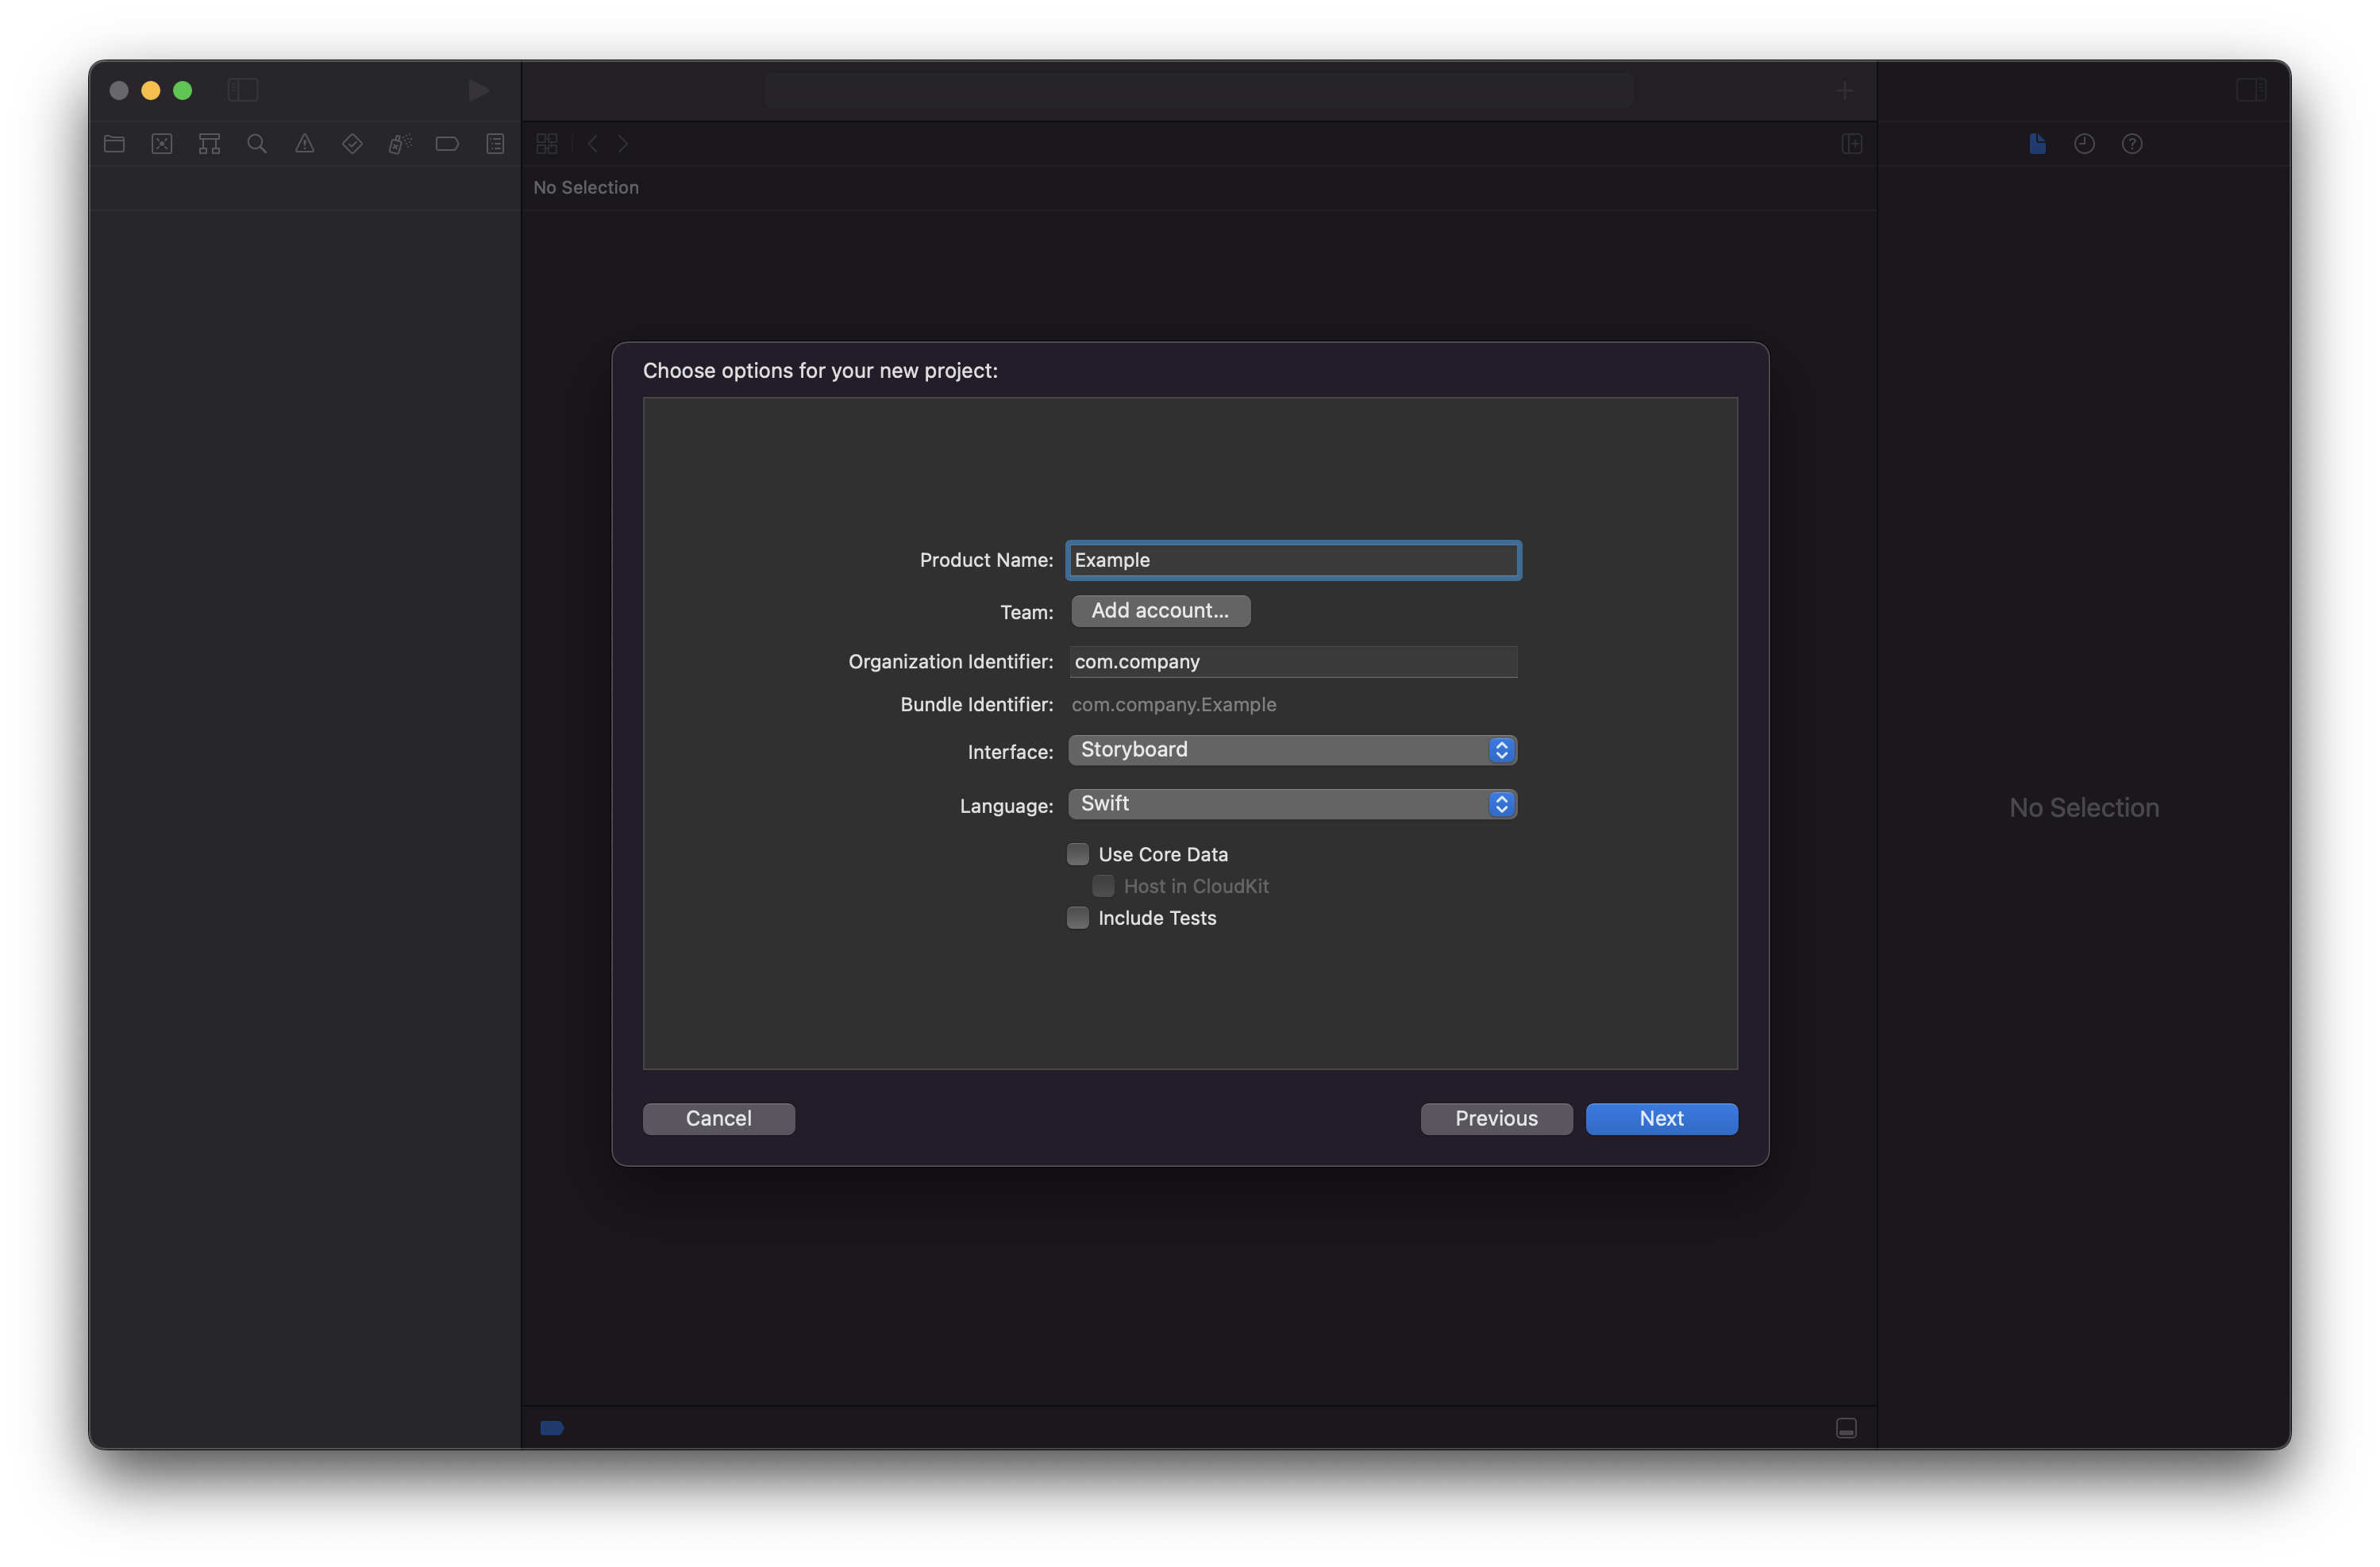 No Selection
Choose options for your new project:
Product Name: Example
Team: Add account...
Organization Identifier: com.company
Bundle Identifier: com.company.Example
Interface: Storyboard
Language: Swift
Use Core Data
Host in CloudKit
Include Tests
No Selection
Cancel Previous Next